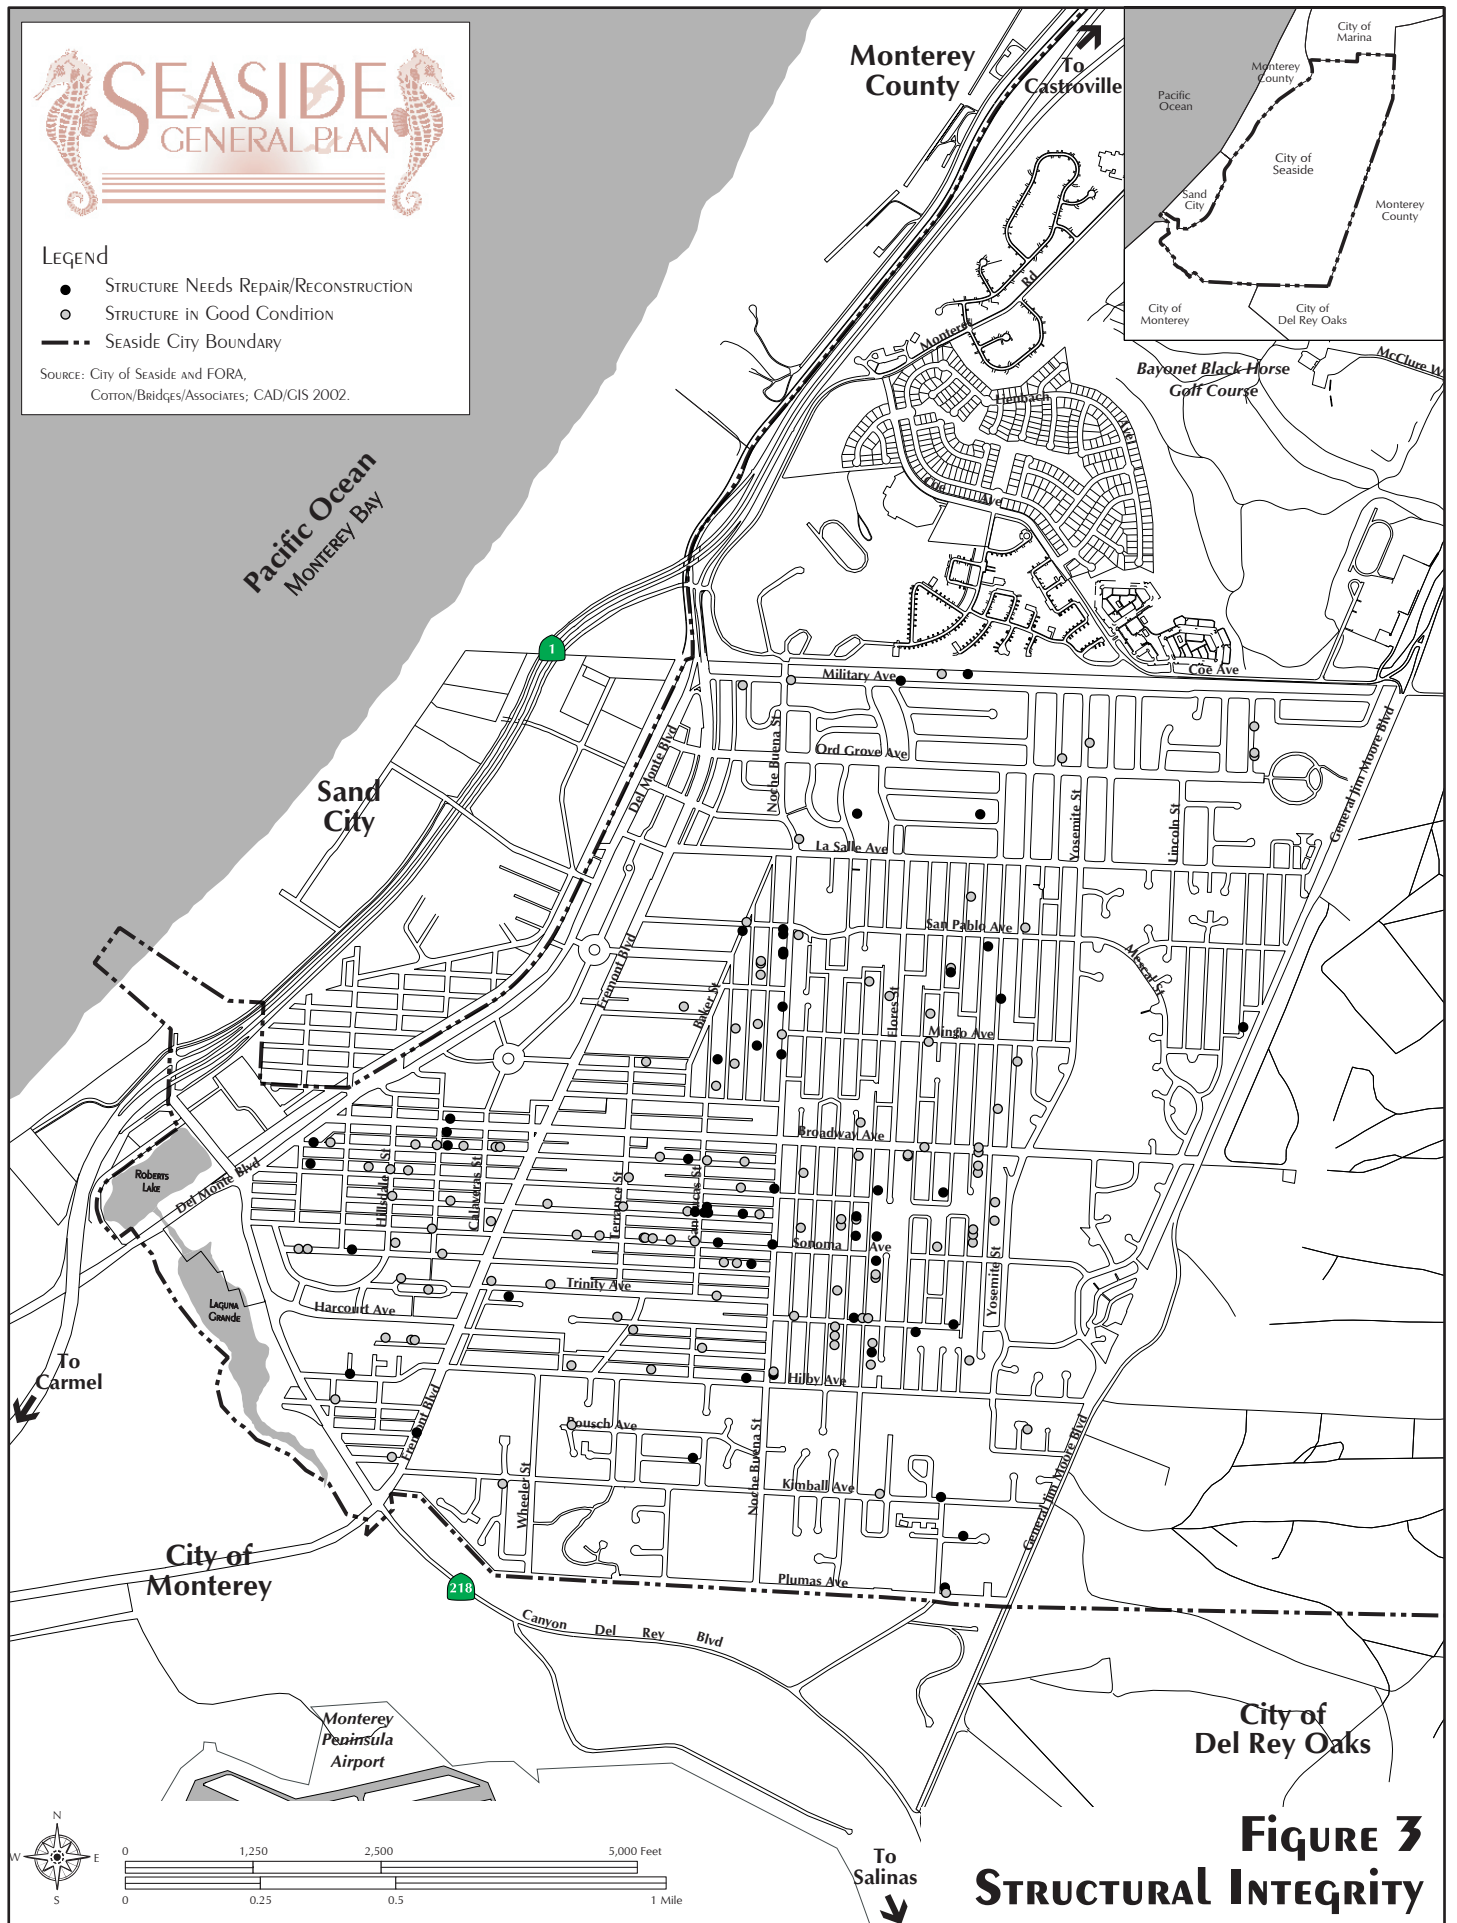 SEASIDE
GENERAL PLAN
LEGEND
STRUCTURE NEEDS REPAIR/RECONSTRUCTION
STRUCTURE IN GOOD CONDITION
SEASIDE CITY BOUNDARY
SOURCE: CITY OF SEASIDE AND FORA,
COTTON/BRIDGES/ASSOCIATES; CAD/GIS 2002.
Monterey
County
To
Castroville
City of
Marina
Monterey
County
Pacific
Ocean
City of
Seaside
Sand
City
Monterey
County
City of
Monterey
City of
Del Rey Oaks
Bayonet Black Horse
Golf Course
McClure W
Monterey
Rd
Lienbach
Ave
Coe
Ave
Pacific Ocean
MONTEREY BAY
1
Coe Ave
Military Ave
Ord Grove Ave
Noche Buena St
Del Monte Blvd
General Jim Moore Blvd
Sand
City
Yosemite St
Lincoln St
La Salle Ave
San Pablo Ave
Mescal St
Fremont Blvd
Baker St
Flores St
Mingo Ave
Broadway Ave
ROBERTS
LAKE
Del Monte Blvd
Hillsdale St
Calaveras St
Terrance St
Sonoma
Ave
Yosemite St
Trinity Ave
Harcourt Ave
LAGUNA
GRANDE
To
Carmel
Hilby Ave
Fremont Blvd
Rousch Ave
Noche Buena St
Wheeler St
Kimball Ave
General Jim Moore Blvd
City of
Monterey
218
Plumas Ave
Canyon Del Rey Blvd
Monterey
Peninsula
Airport
City of
Del Rey Oaks
N
W
E
S
0 1,250 2,500 5,000 Feet
0 0.25 0.5 1 Mile
To
Salinas
FIGURE 3
STRUCTURAL INTEGRITY